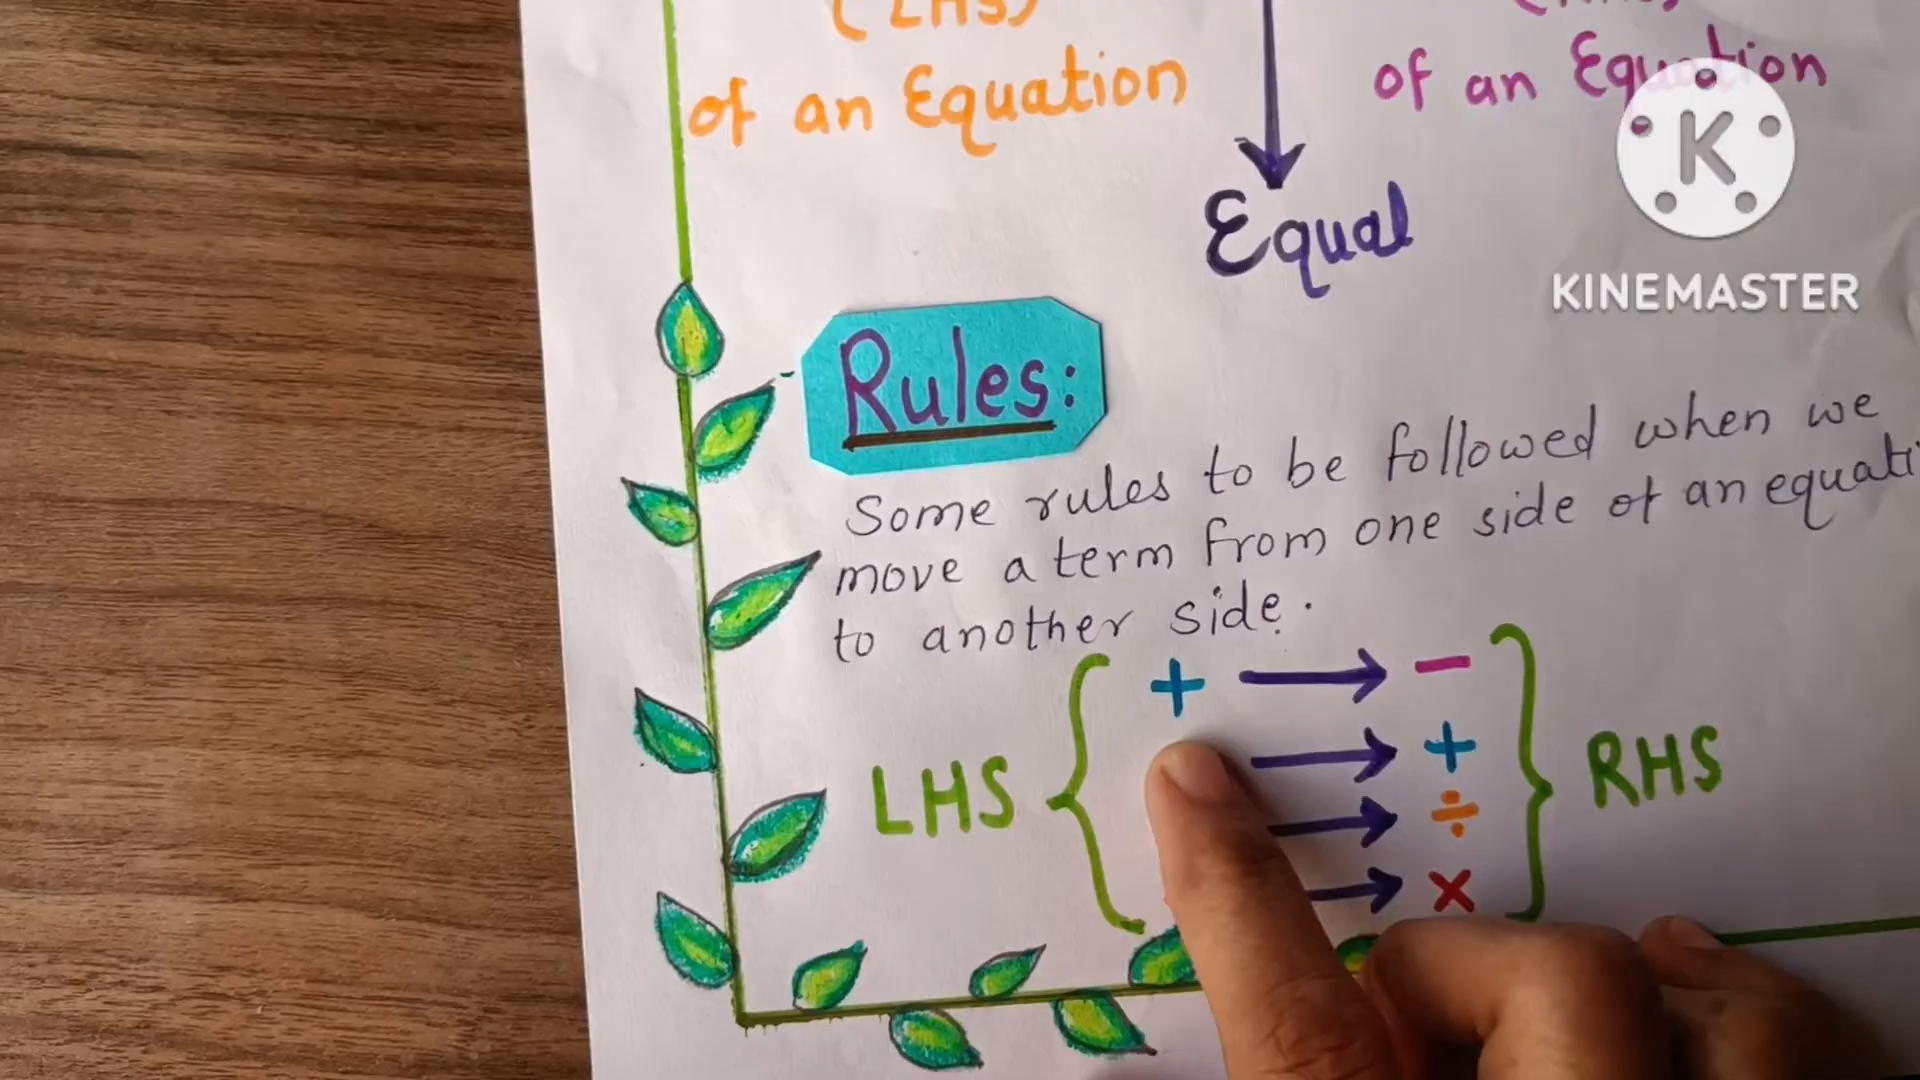 (LHS)
of an Equation
of an Equation
Equal
K
KINEMASTER
Rules:
Some rules to be followed when we
move a term from one side of an equati
to another side.
LHS { + → − } RHS
→ +
→ ÷
→ ×